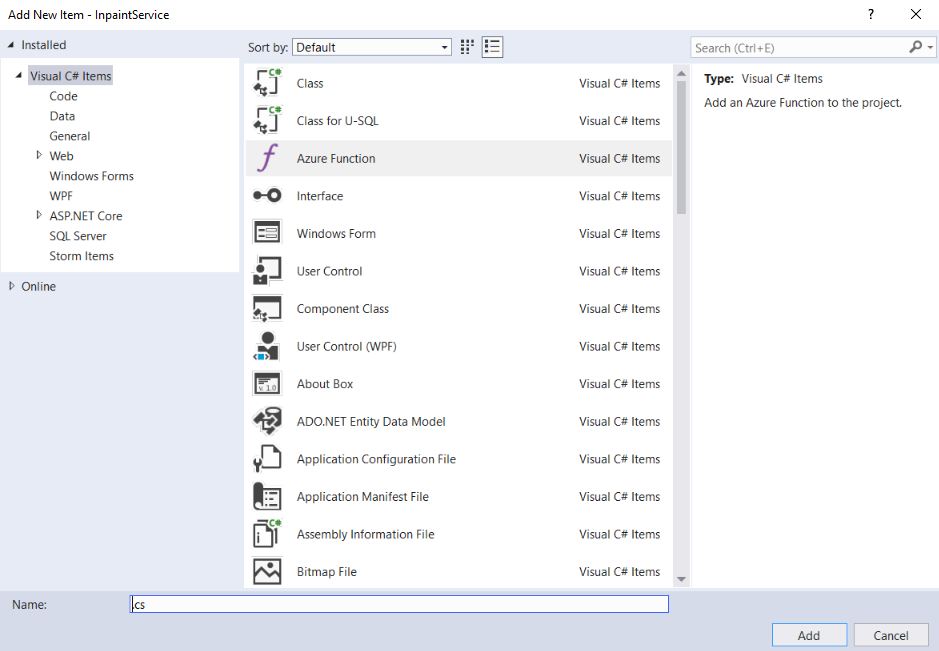 Add New Item - InpaintService
?
Installed
Sort by: Default
Search (Ctrl+E)
Visual C# Items
Code
Data
General
Web
Windows Forms
WPF
ASP.NET Core
SQL Server
Storm Items
Online
C# Class Visual C# Items
C# Class for U-SQL Visual C# Items
Azure Function Visual C# Items
Interface Visual C# Items
Windows Form Visual C# Items
User Control Visual C# Items
Component Class Visual C# Items
User Control (WPF) Visual C# Items
v. 1.0 About Box Visual C# Items
ADO.NET Entity Data Model Visual C# Items
Application Configuration File Visual C# Items
Application Manifest File Visual C# Items
C# Assembly Information File Visual C# Items
Bitmap File Visual C# Items
Type: Visual C# Items
Add an Azure Function to the project.
Name: .cs
Add Cancel